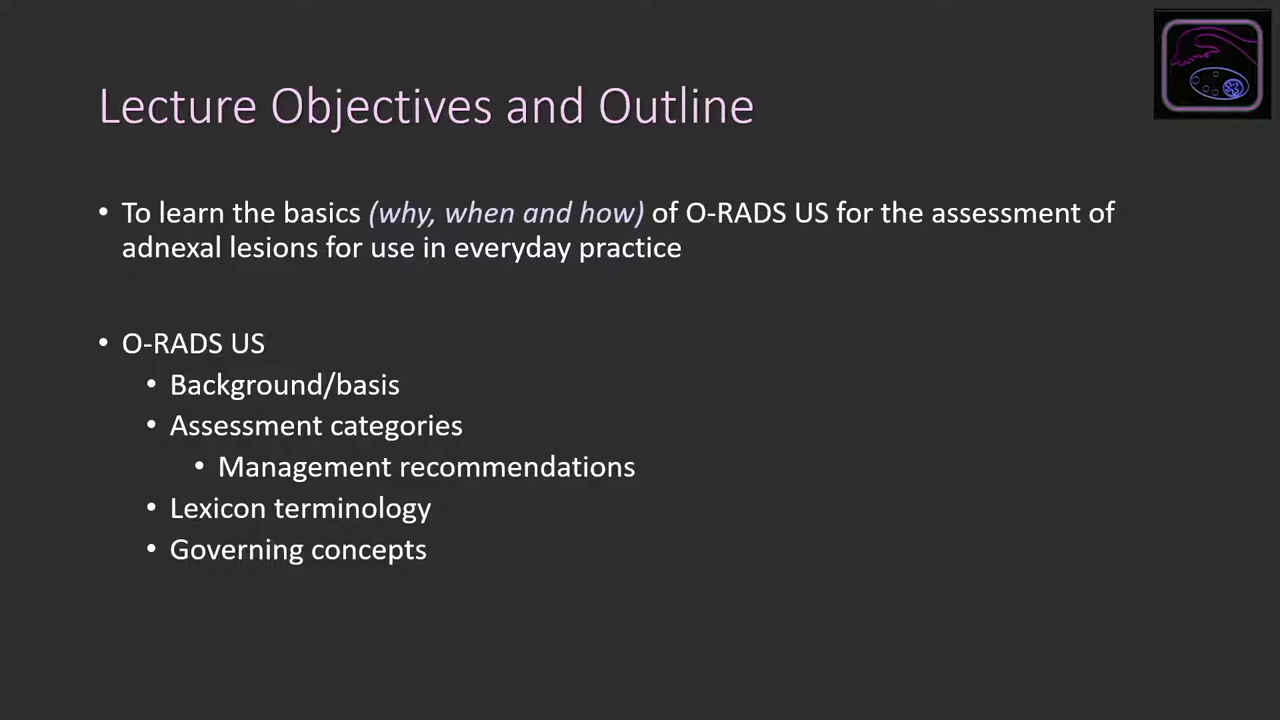 Lecture Objectives and Outline
• To learn the basics (why, when and how) of O-RADS US for the assessment of
adnexal lesions for use in everyday practice
• O-RADS US
• Background/basis
• Assessment categories
• Management recommendations
• Lexicon terminology
• Governing concepts